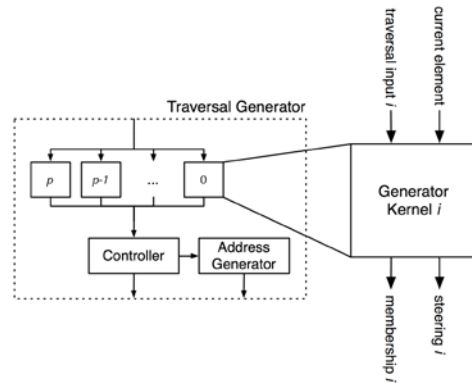 traversal input i
current element
Traversal Generator
p
p-1
...
0
Generator
Kernel i
Controller
Address
Generator
membership i
steering i